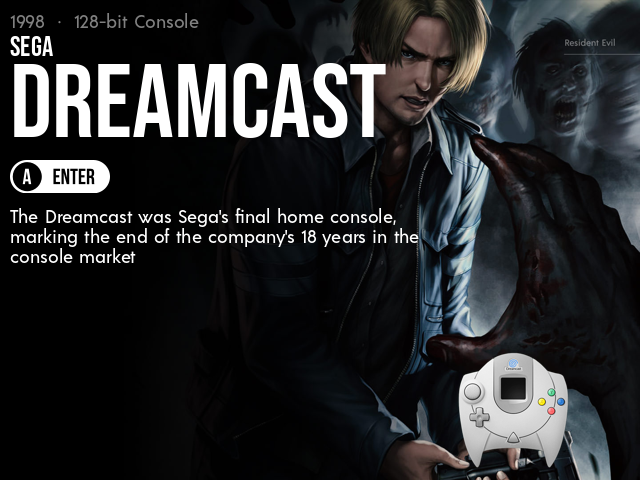 1998 · 128-bit Console
SEGA
Resident Evil
DREAMCAST
A ENTER
The Dreamcast was Sega's final home console,
marking the end of the company's 18 years in the
console market
Dreamcast